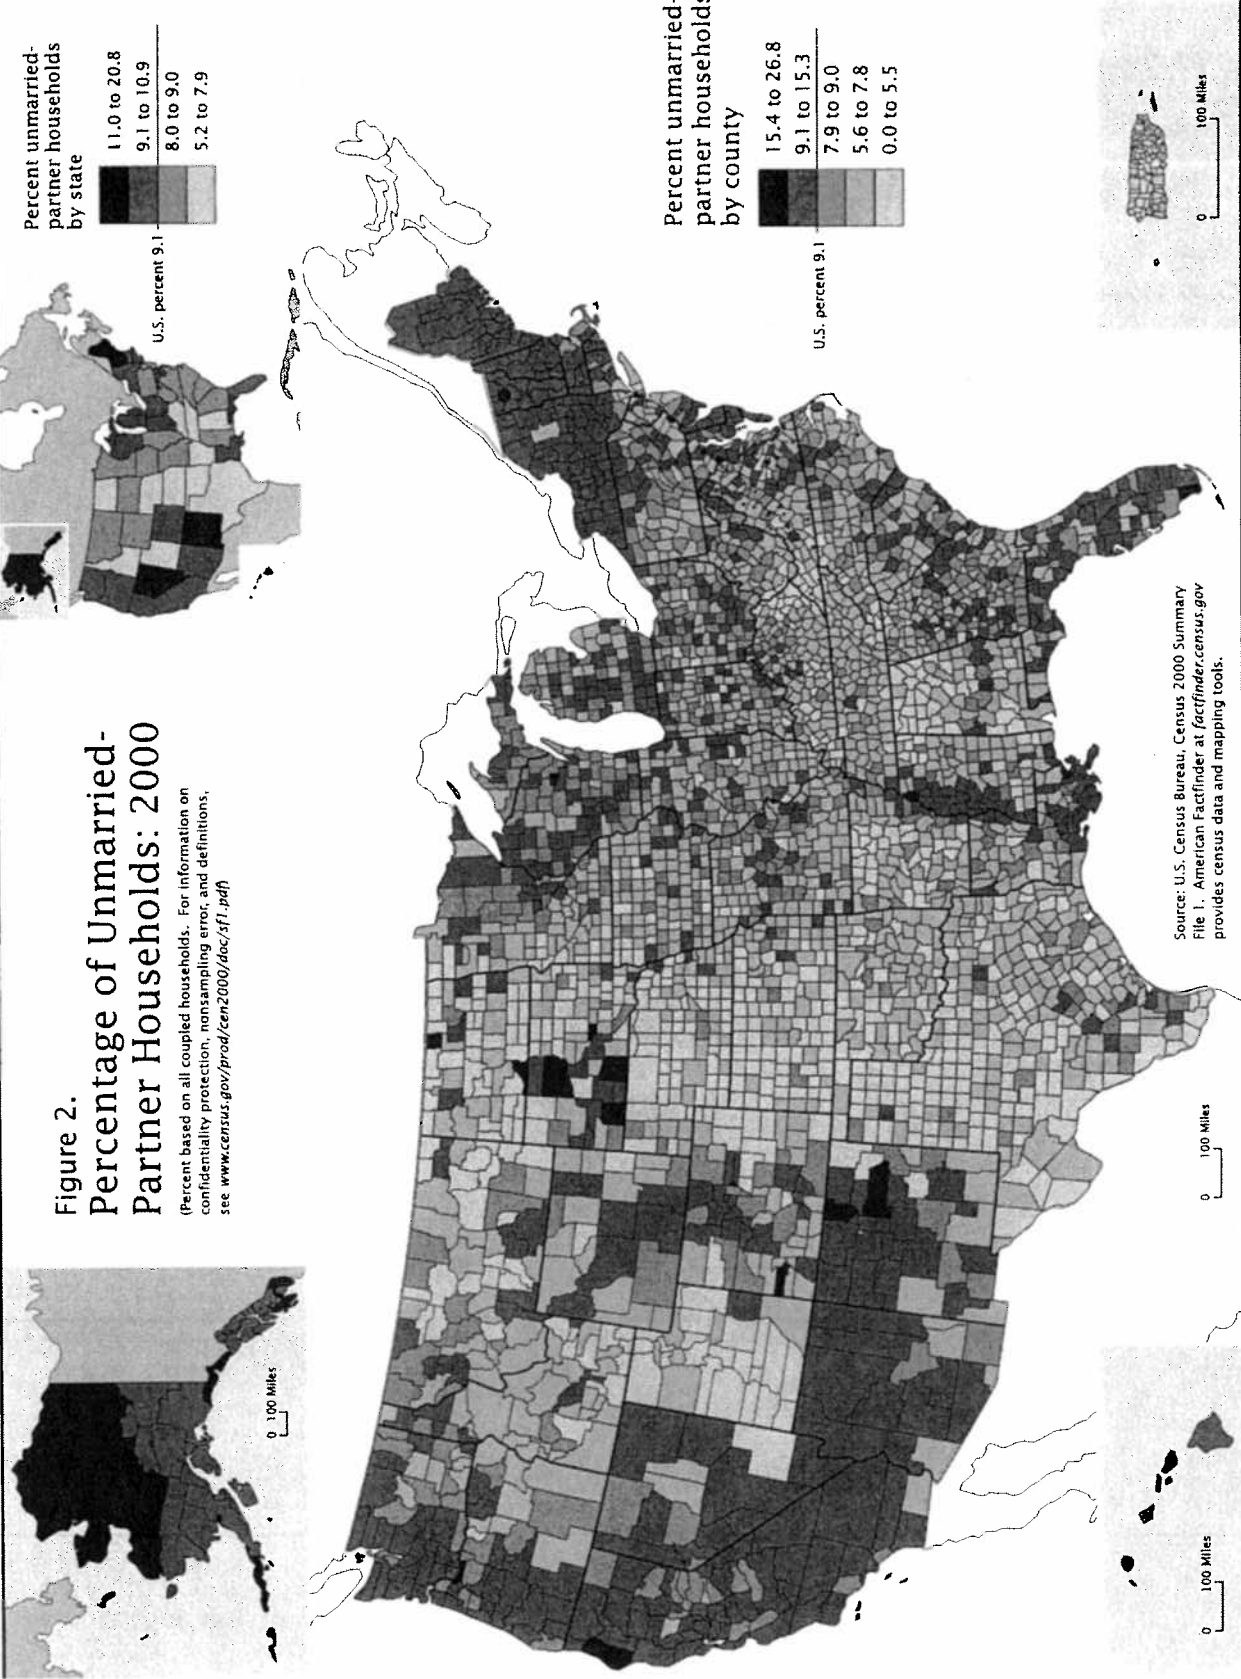 Figure 2.
Percentage of Unmarried-
Partner Households: 2000
(Percent based on all coupled households. For information on
confidentiality protection, nonsampling error, and definitions,
see www.census.gov/prod/cen2000/doc/sf1.pdf)
Percent unmarried-
partner households
by state
11.0 to 20.8
9.1 to 10.9
8.0 to 9.0
5.2 to 7.9
U.S. percent 9.1
0 100 Miles
Percent unmarried-
partner households
by county
15.4 to 26.8
9.1 to 15.3
7.9 to 9.0
5.6 to 7.8
0.0 to 5.5
U.S. percent 9.1
Source: U.S. Census Bureau, Census 2000 Summary
File 1. American Factfinder at factfinder.census.gov
provides census data and mapping tools.
0 100 Miles
0 100 Miles
0 100 Miles